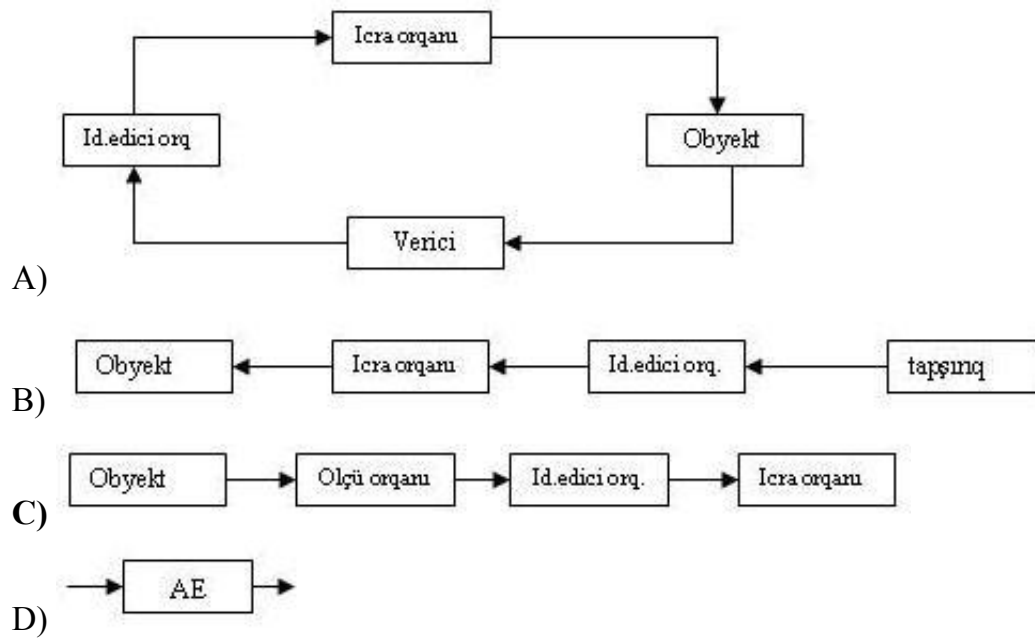 Icra orqanı
Id.edici orq
Obyekt
Verici
A)
Obyekt
Icra orqanı
Id.edici orq.
tapşırıq
B)
Obyekt
Olçü orqanı
Id.edici orq.
Icra orqanı
C)
AE
D)